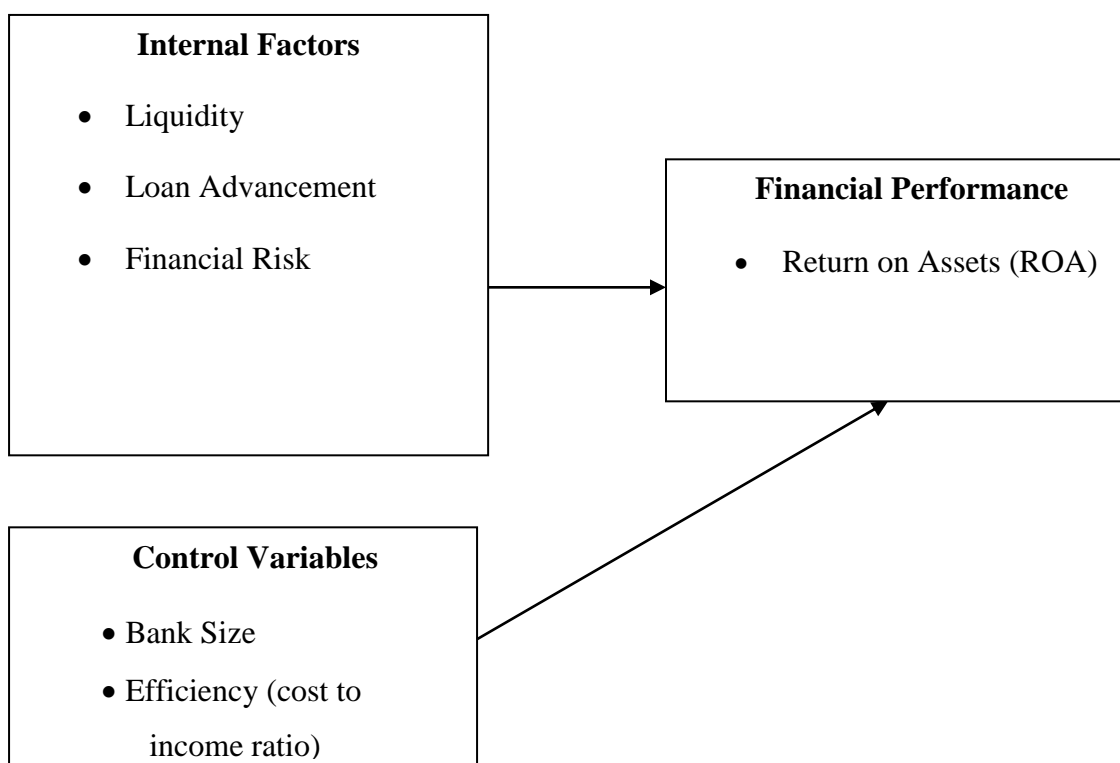 Internal Factors
• Liquidity
• Loan Advancement
• Financial Risk
Financial Performance
• Return on Assets (ROA)
Control Variables
• Bank Size
• Efficiency (cost to
income ratio)